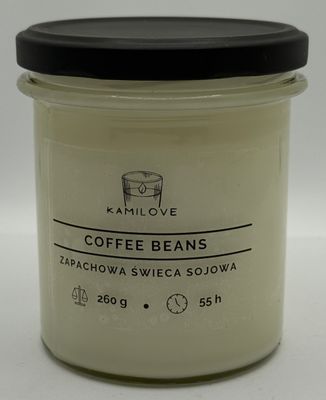 KAMILOVE
COFFEE BEANS
ZAPACHOWA ŚWIECA SOJOWA
260 g • 55 h